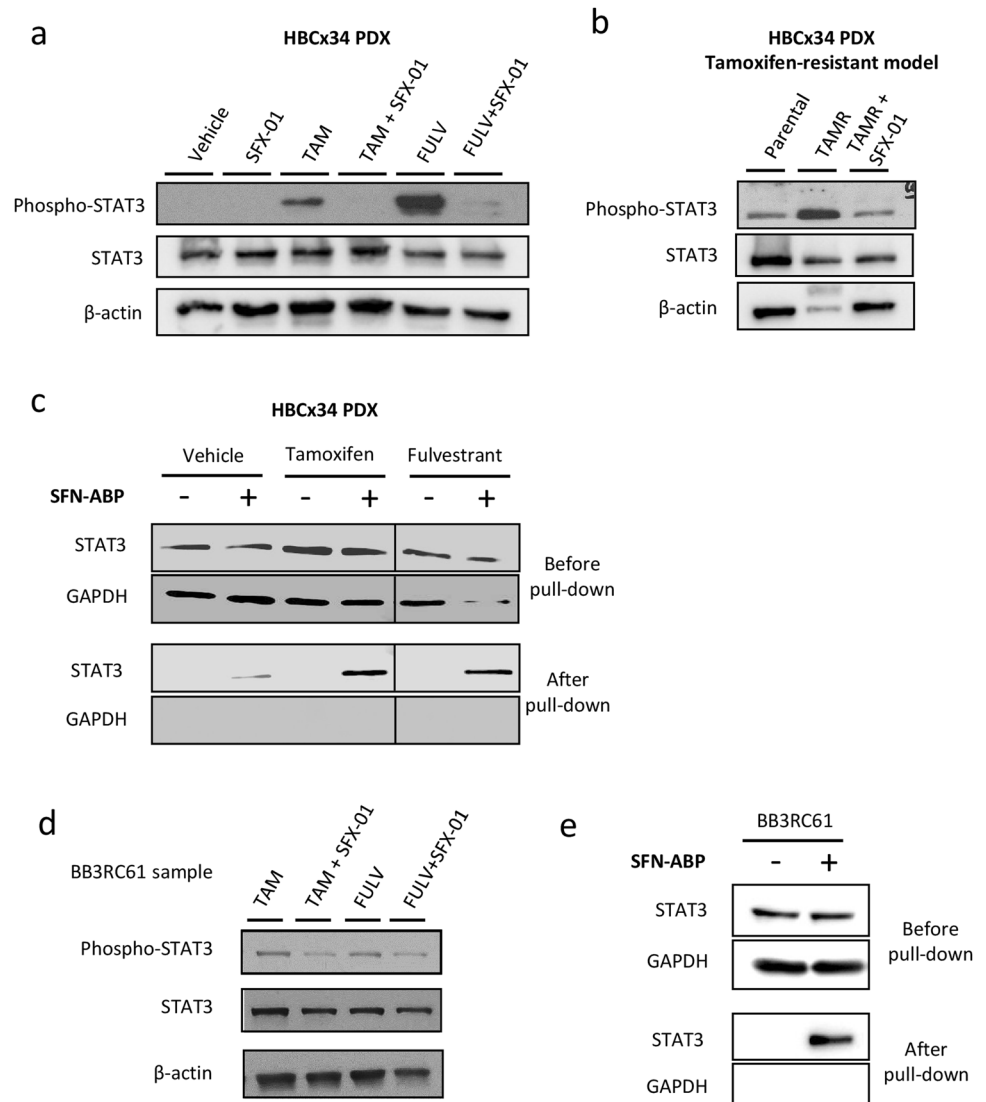 a
HBCx34 PDX
Vehicle
SFX-01
TAM
TAM + SFX-01
FULV
FULV+SFX-01
Phospho-STAT3
STAT3
β-actin
b
HBCx34 PDX
Tamoxifen-resistant model
Parental
TAMR
TAMR +
SFX-01
Phospho-STAT3
STAT3
β-actin
c
HBCx34 PDX
Vehicle Tamoxifen Fulvestrant
SFN-ABP - + - + - +
STAT3
GAPDH
Before
pull-down
STAT3
GAPDH
After
pull-down
d
BB3RC61 sample
TAM
TAM + SFX-01
FULV
FULV+SFX-01
Phospho-STAT3
STAT3
β-actin
e
BB3RC61
SFN-ABP - +
STAT3
GAPDH
Before
pull-down
STAT3
GAPDH
After
pull-down